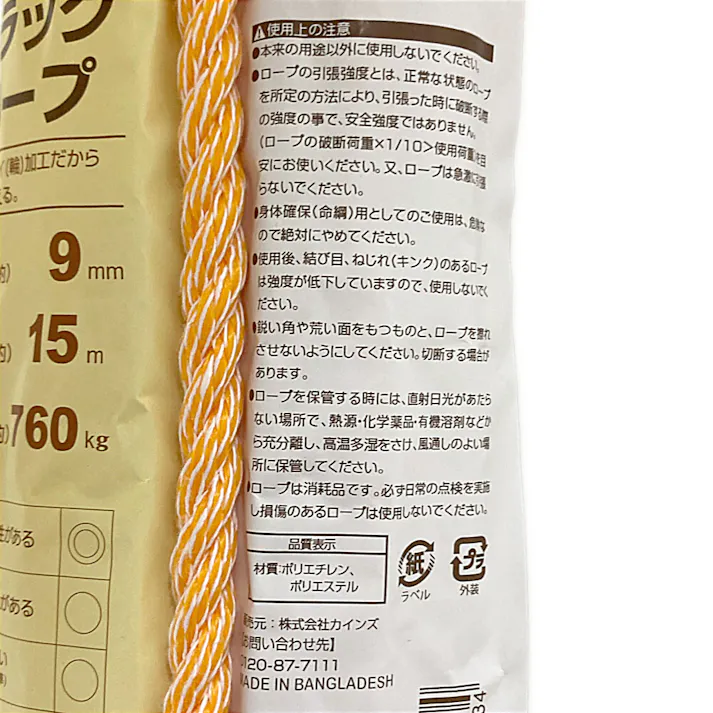 ラック
ープ
(輪)加工だから
る。
9 mm
15 m
760 kg
性がある
がある
⚠使用上の注意
●本来の用途以外に使用しないでください。
●ロープの引張強度とは、正常な状態のロープ
を所定の方法により、引張った時に破断する際
の強度の事で、安全強度ではありません。
(ロープの破断荷重×1/10>使用荷重)を目
安にお使いください。又、ロープは急激に引張
らないでください。
●身体確保(命綱)用としてのご使用は、危険な
ので絶対にやめてください。
●使用後、結び目、ねじれ(キンク)のあるロープ
は強度が低下していますので、使用しないでく
ださい。
●鋭い角や荒い面をもつものと、ロープを擦れ
させないようにしてください。切断する場合が
あります。
●ロープを保管する時には、直射日光があたら
ない場所で、熱源・化学薬品・有機溶剤などか
ら充分離し、高温多湿をさけ、風通しのよい場
所に保管してください。
●ロープは消耗品です。必ず日常の点検を実施
し損傷のあるロープは使用しないでください。
品質表示
材質:ポリエチレン、
ポリエステル
紙
ラベル
プラ
外装
販売元:株式会社カインズ
【お問い合わせ先】
0120-87-7111
MADE IN BANGLADESH
34